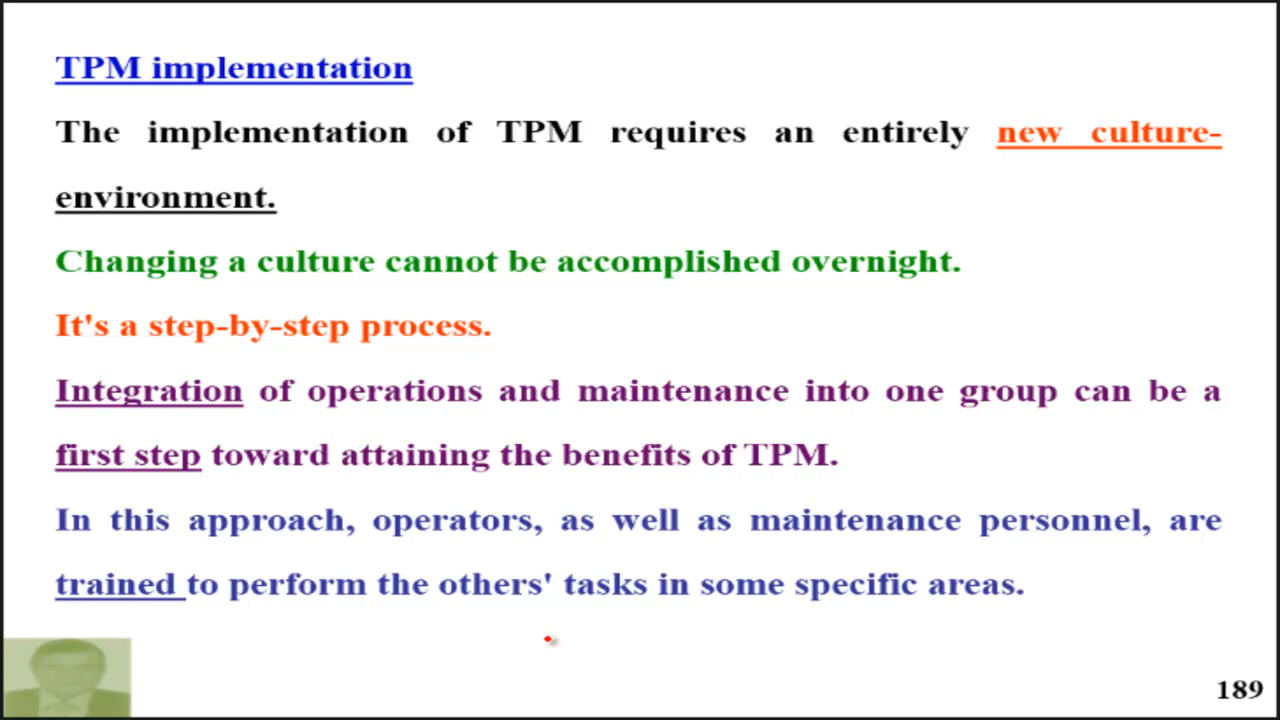 TPM implementation
The implementation of TPM requires an entirely new culture-
environment.
Changing a culture cannot be accomplished overnight.
It's a step-by-step process.
Integration of operations and maintenance into one group can be a
first step toward attaining the benefits of TPM.
In this approach, operators, as well as maintenance personnel, are
trained to perform the others' tasks in some specific areas.
189